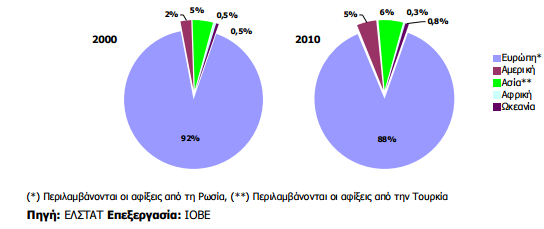 2% 5% 0,5%
0,5%
2000
92%
5% 6% 0,3%
0,8%
2010
88%
Ευρώπη*
Αμερική
Ασία**
Αφρική
Ωκεανία
(*) Περιλαμβάνονται οι αφίξεις από τη Ρωσία, (**) Περιλαμβάνονται οι αφίξεις από την Τουρκία
Πηγή: ΕΛΣΤΑΤ Επεξεργασία: ΙΟΒΕ